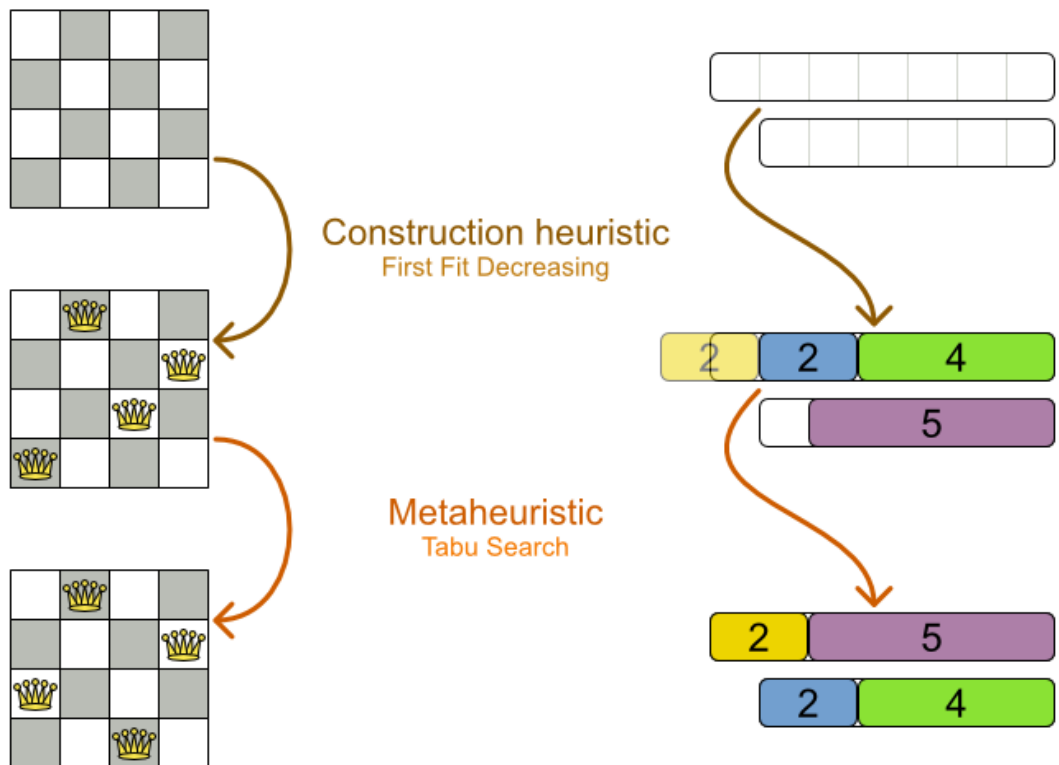 Construction heuristic
First Fit Decreasing
2 2 4
5
Metaheuristic
Tabu Search
2 5
2 4